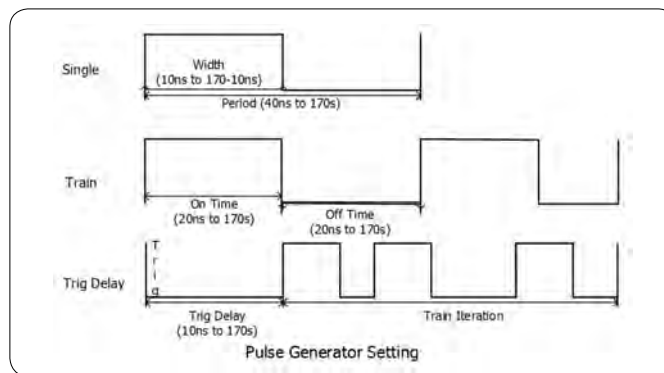 Single
Width
(10ns to 170-10ns)
Period (40ns to 170s)
Train
On Time
(20ns to 170s)
Off Time
(20ns to 170s)
Trig
Trig Delay
Trig Delay
(10ns to 170s)
Train Iteration
Pulse Generator Setting